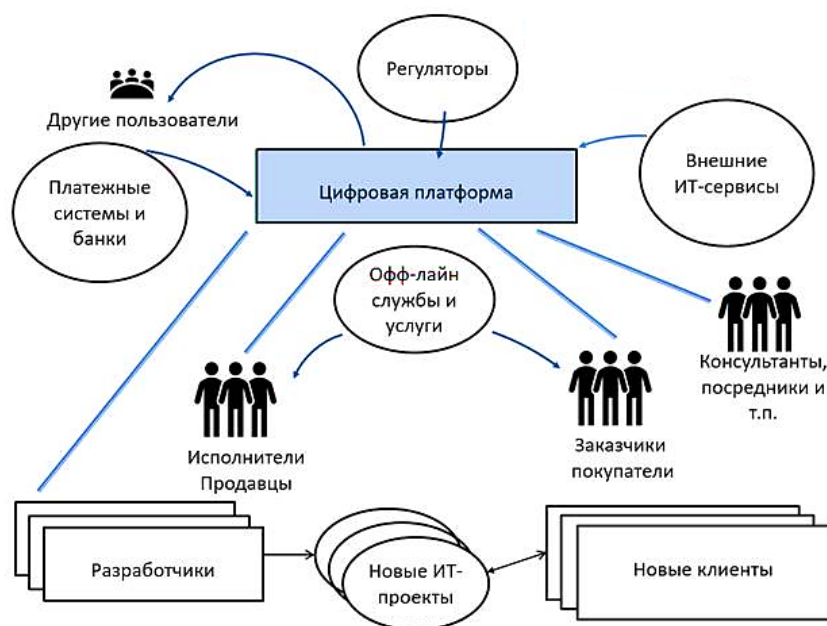 Регуляторы
Другие пользователи
Платежные
системы и
банки
Цифровая платформа
Внешние
ИТ-сервисы
Офф-лайн
службы и
услуги
Консультанты,
посредники и
т.п.
Исполнители
Продавцы
Заказчики
покупатели
Разработчики
Новые ИТ-
проекты
Новые клиенты